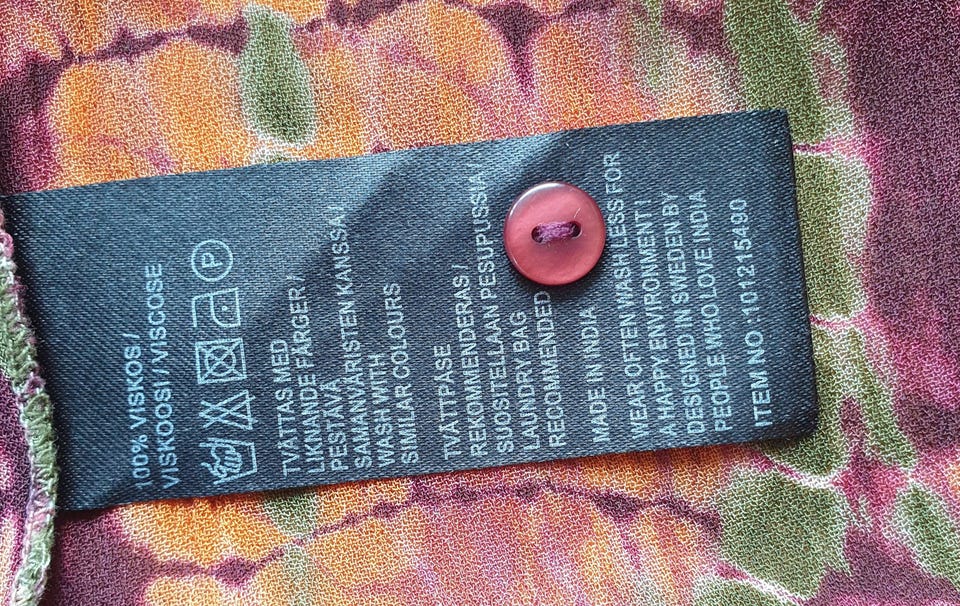 100% VISKOS/
VISKOOSI / VISCOSE
P
TVÄTTAS MED
LIKNANDE FÄRGER/
PESTÄVÄ
SAMANVÄRISTEN KANSSA/
WASH WITH
SIMILAR COLOURS
TVÄTTPÅSE
REKOMMENDERAS/
SUOSITELLAAN PESUPUSSIA/
LAUNDRY BAG
RECOMMENDED
MADE IN INDIA
WEAR OFTEN WASH LESS FOR
A HAPPY ENVIRONMENT!
DESIGNED IN SWEDEN BY
PEOPLE WHO LOVE INDIA
ITEM NO.:101215490